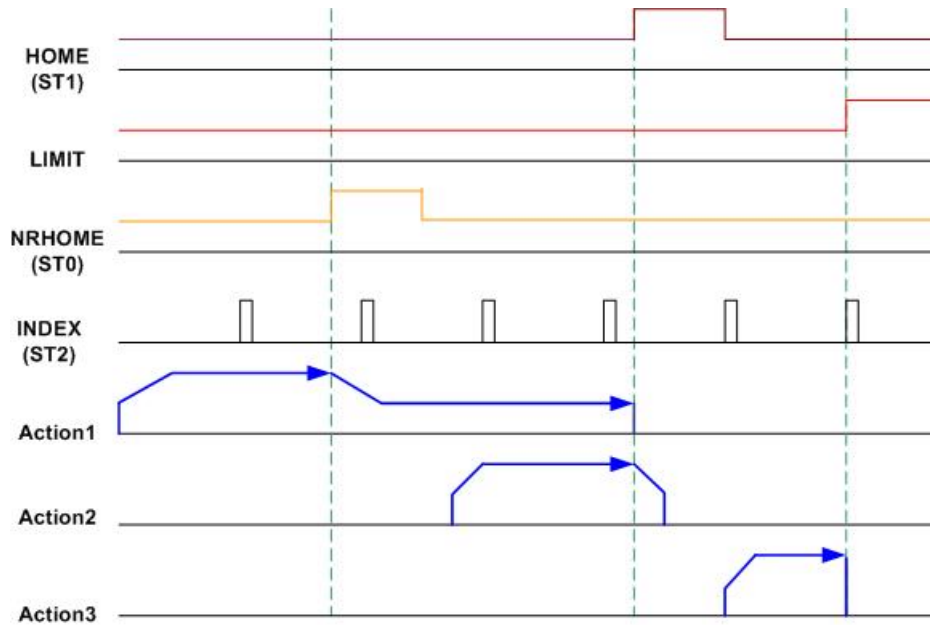 HOME
(ST1)
LIMIT
NRHOME
(ST0)
INDEX
(ST2)
Action1
Action2
Action3